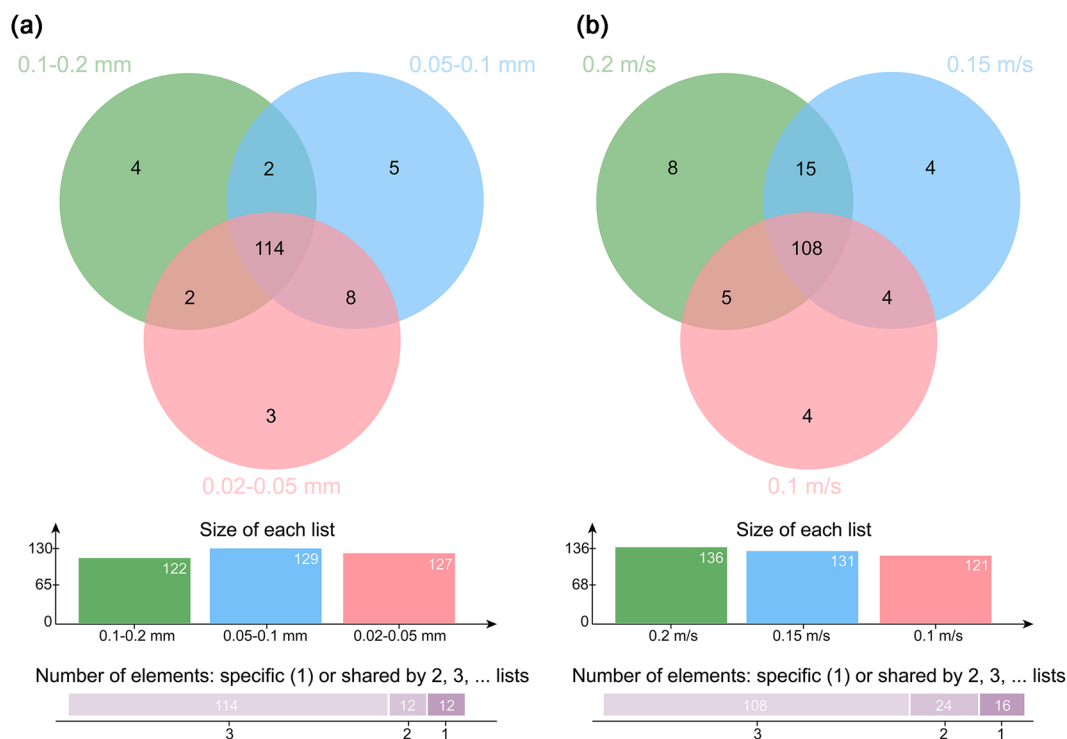 (a)
0.1-0.2 mm
0.05-0.1 mm
4
2
5
114
2
8
3
0.02-0.05 mm
Size of each list
130
65
0
122
129
127
0.1-0.2 mm
0.05-0.1 mm
0.02-0.05 mm
Number of elements: specific (1) or shared by 2, 3, ... lists
114
12
12
3
2
1
(b)
0.2 m/s
0.15 m/s
8
15
4
108
5
4
4
0.1 m/s
Size of each list
136
68
0
136
131
121
0.2 m/s
0.15 m/s
0.1 m/s
Number of elements: specific (1) or shared by 2, 3, ... lists
108
24
16
3
2
1